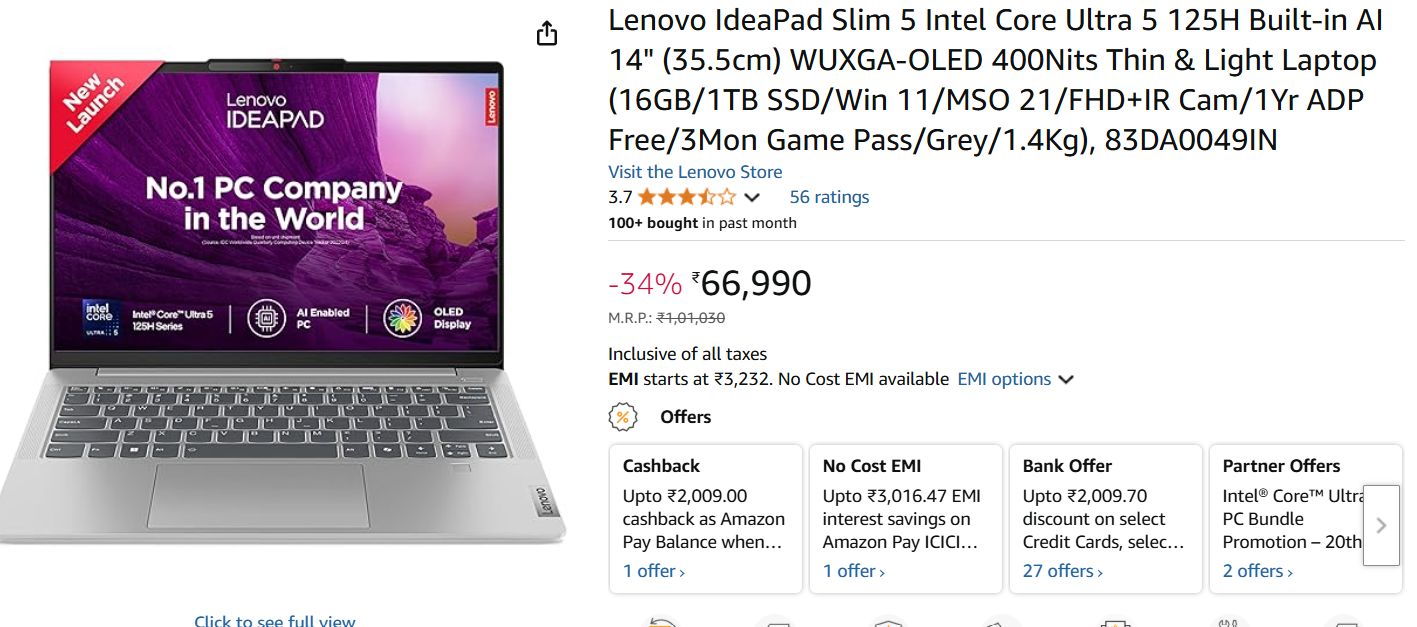 Lenovo IdeaPad Slim 5 Intel Core Ultra 5 125H Built-in AI
14" (35.5cm) WUXGA-OLED 400Nits Thin & Light Laptop
(16GB/1TB SSD/Win 11/MSO 21/FHD+IR Cam/1Yr ADP
Free/3Mon Game Pass/Grey/1.4Kg), 83DA0049IN
Visit the Lenovo Store
3.7
56 ratings
100+ bought in past month
-34% ₹66,990
M.R.P.: ₹1,01,030
Inclusive of all taxes
EMI starts at ₹3,232. No Cost EMI available EMI options
% Offers
Cashback
Upto ₹2,009.00
cashback as Amazon
Pay Balance when…
1 offer ›
No Cost EMI
Upto ₹3,016.47 EMI
interest savings on
Amazon Pay ICICI…
1 offer ›
Bank Offer
Upto ₹2,009.70
discount on select
Credit Cards, selec…
27 offers ›
Partner Offers
Intel® Core™ Ultra
PC Bundle
Promotion – 20th
2 offers ›
New
Launch
Lenovo
IDEAPAD
Lenovo
No.1 PC Company
in the World
intel
CORE
ULTRA 5
Intel® Core™ Ultra 5
125H Series
AI
AI Enabled
PC
OLED
Display
Lenovo
Click to see full view